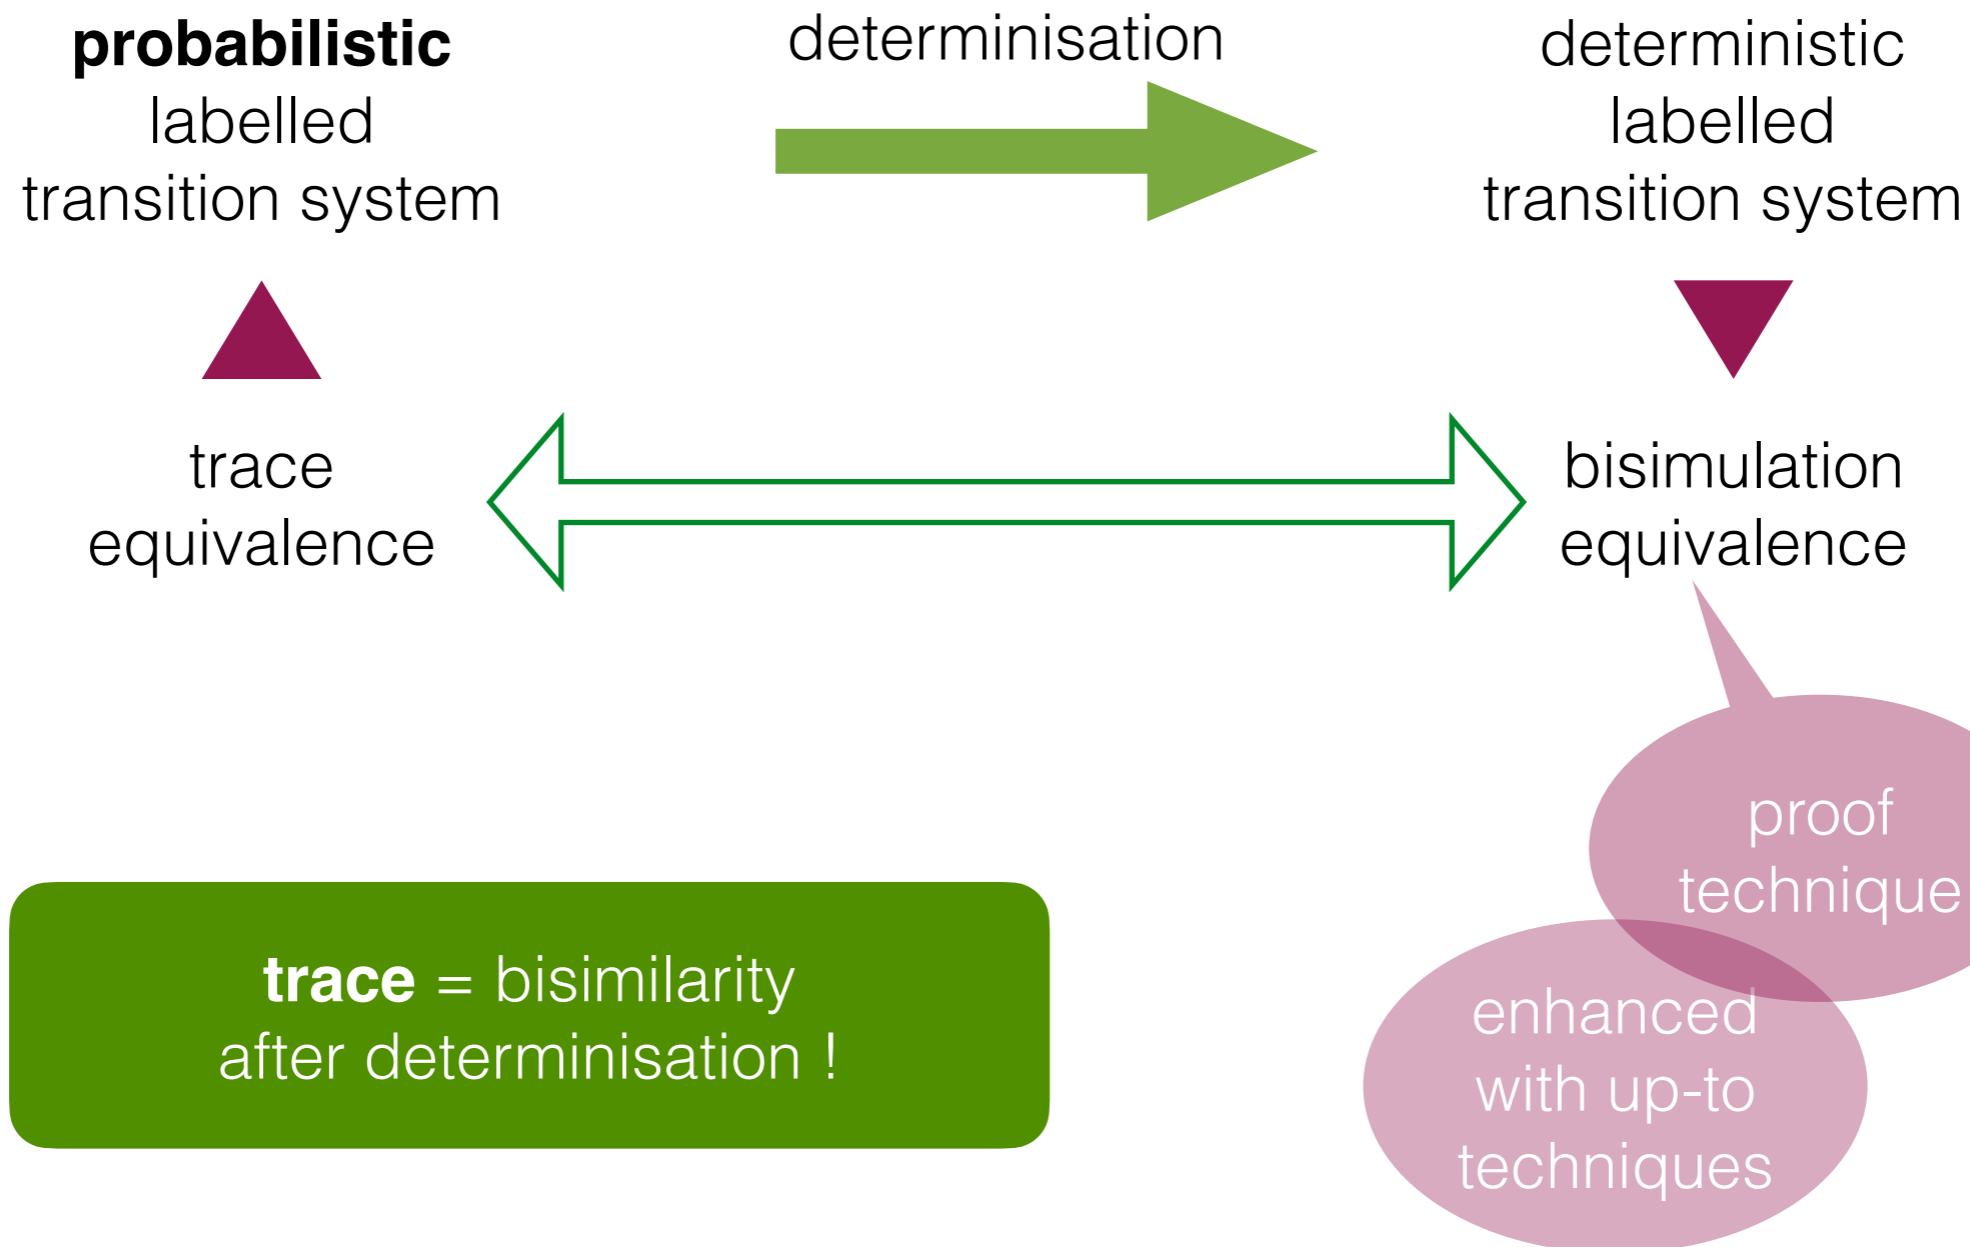 probabilistic
labelled
transition system
determinisation
deterministic
labelled
transition system
trace
equivalence
bisimulation
equivalence
proof
technique
enhanced
with up-to
techniques
trace = bisimilarity
after determinisation !